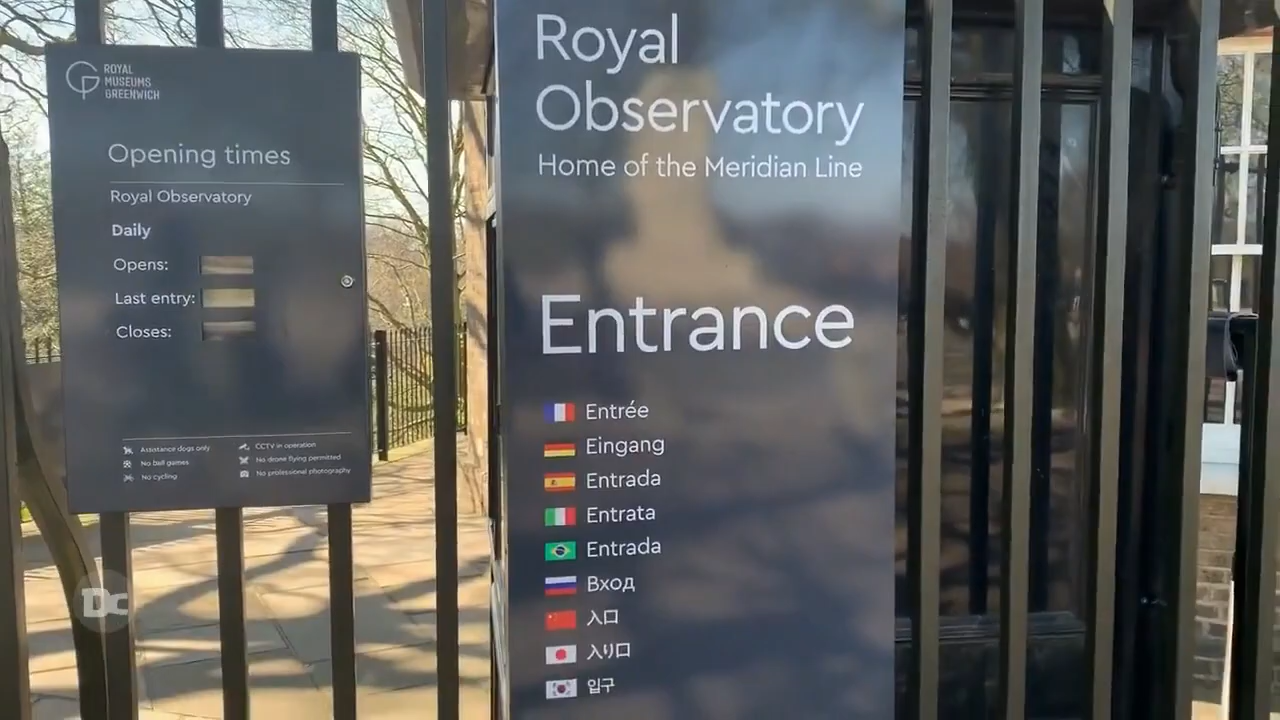 ROYAL
MUSEUMS
GREENWICH
Opening times
Royal Observatory
Daily
Opens:
Last entry:
Closes:
Assistance dogs only
No ball games
No cycling
CCTV in operation
No drone flying permitted
No professional photography
Royal
Observatory
Home of the Meridian Line
Entrance
Entrée
Eingang
Entrada
Entrata
Entrada
Вход
入口
入り口
입구
Dc